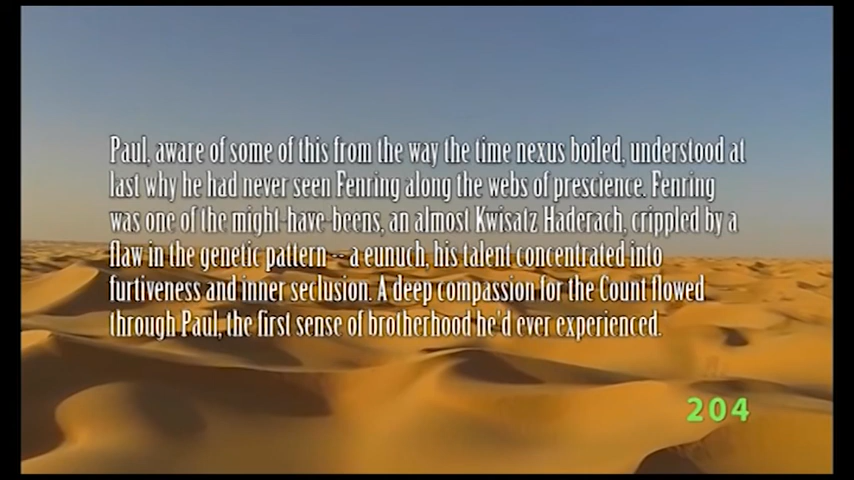 Paul, aware of some of this from the way the time nexus boiled, understood at
last why he had never seen Fenring along the webs of prescience. Fenring
was one of the might-have-beens, an almost Kwisatz Haderach, crippled by a
flaw in the genetic pattern -- a eunuch, his talent concentrated into
furtiveness and inner seclusion. A deep compassion for the Count flowed
through Paul, the first sense of brotherhood he'd ever experienced.
204